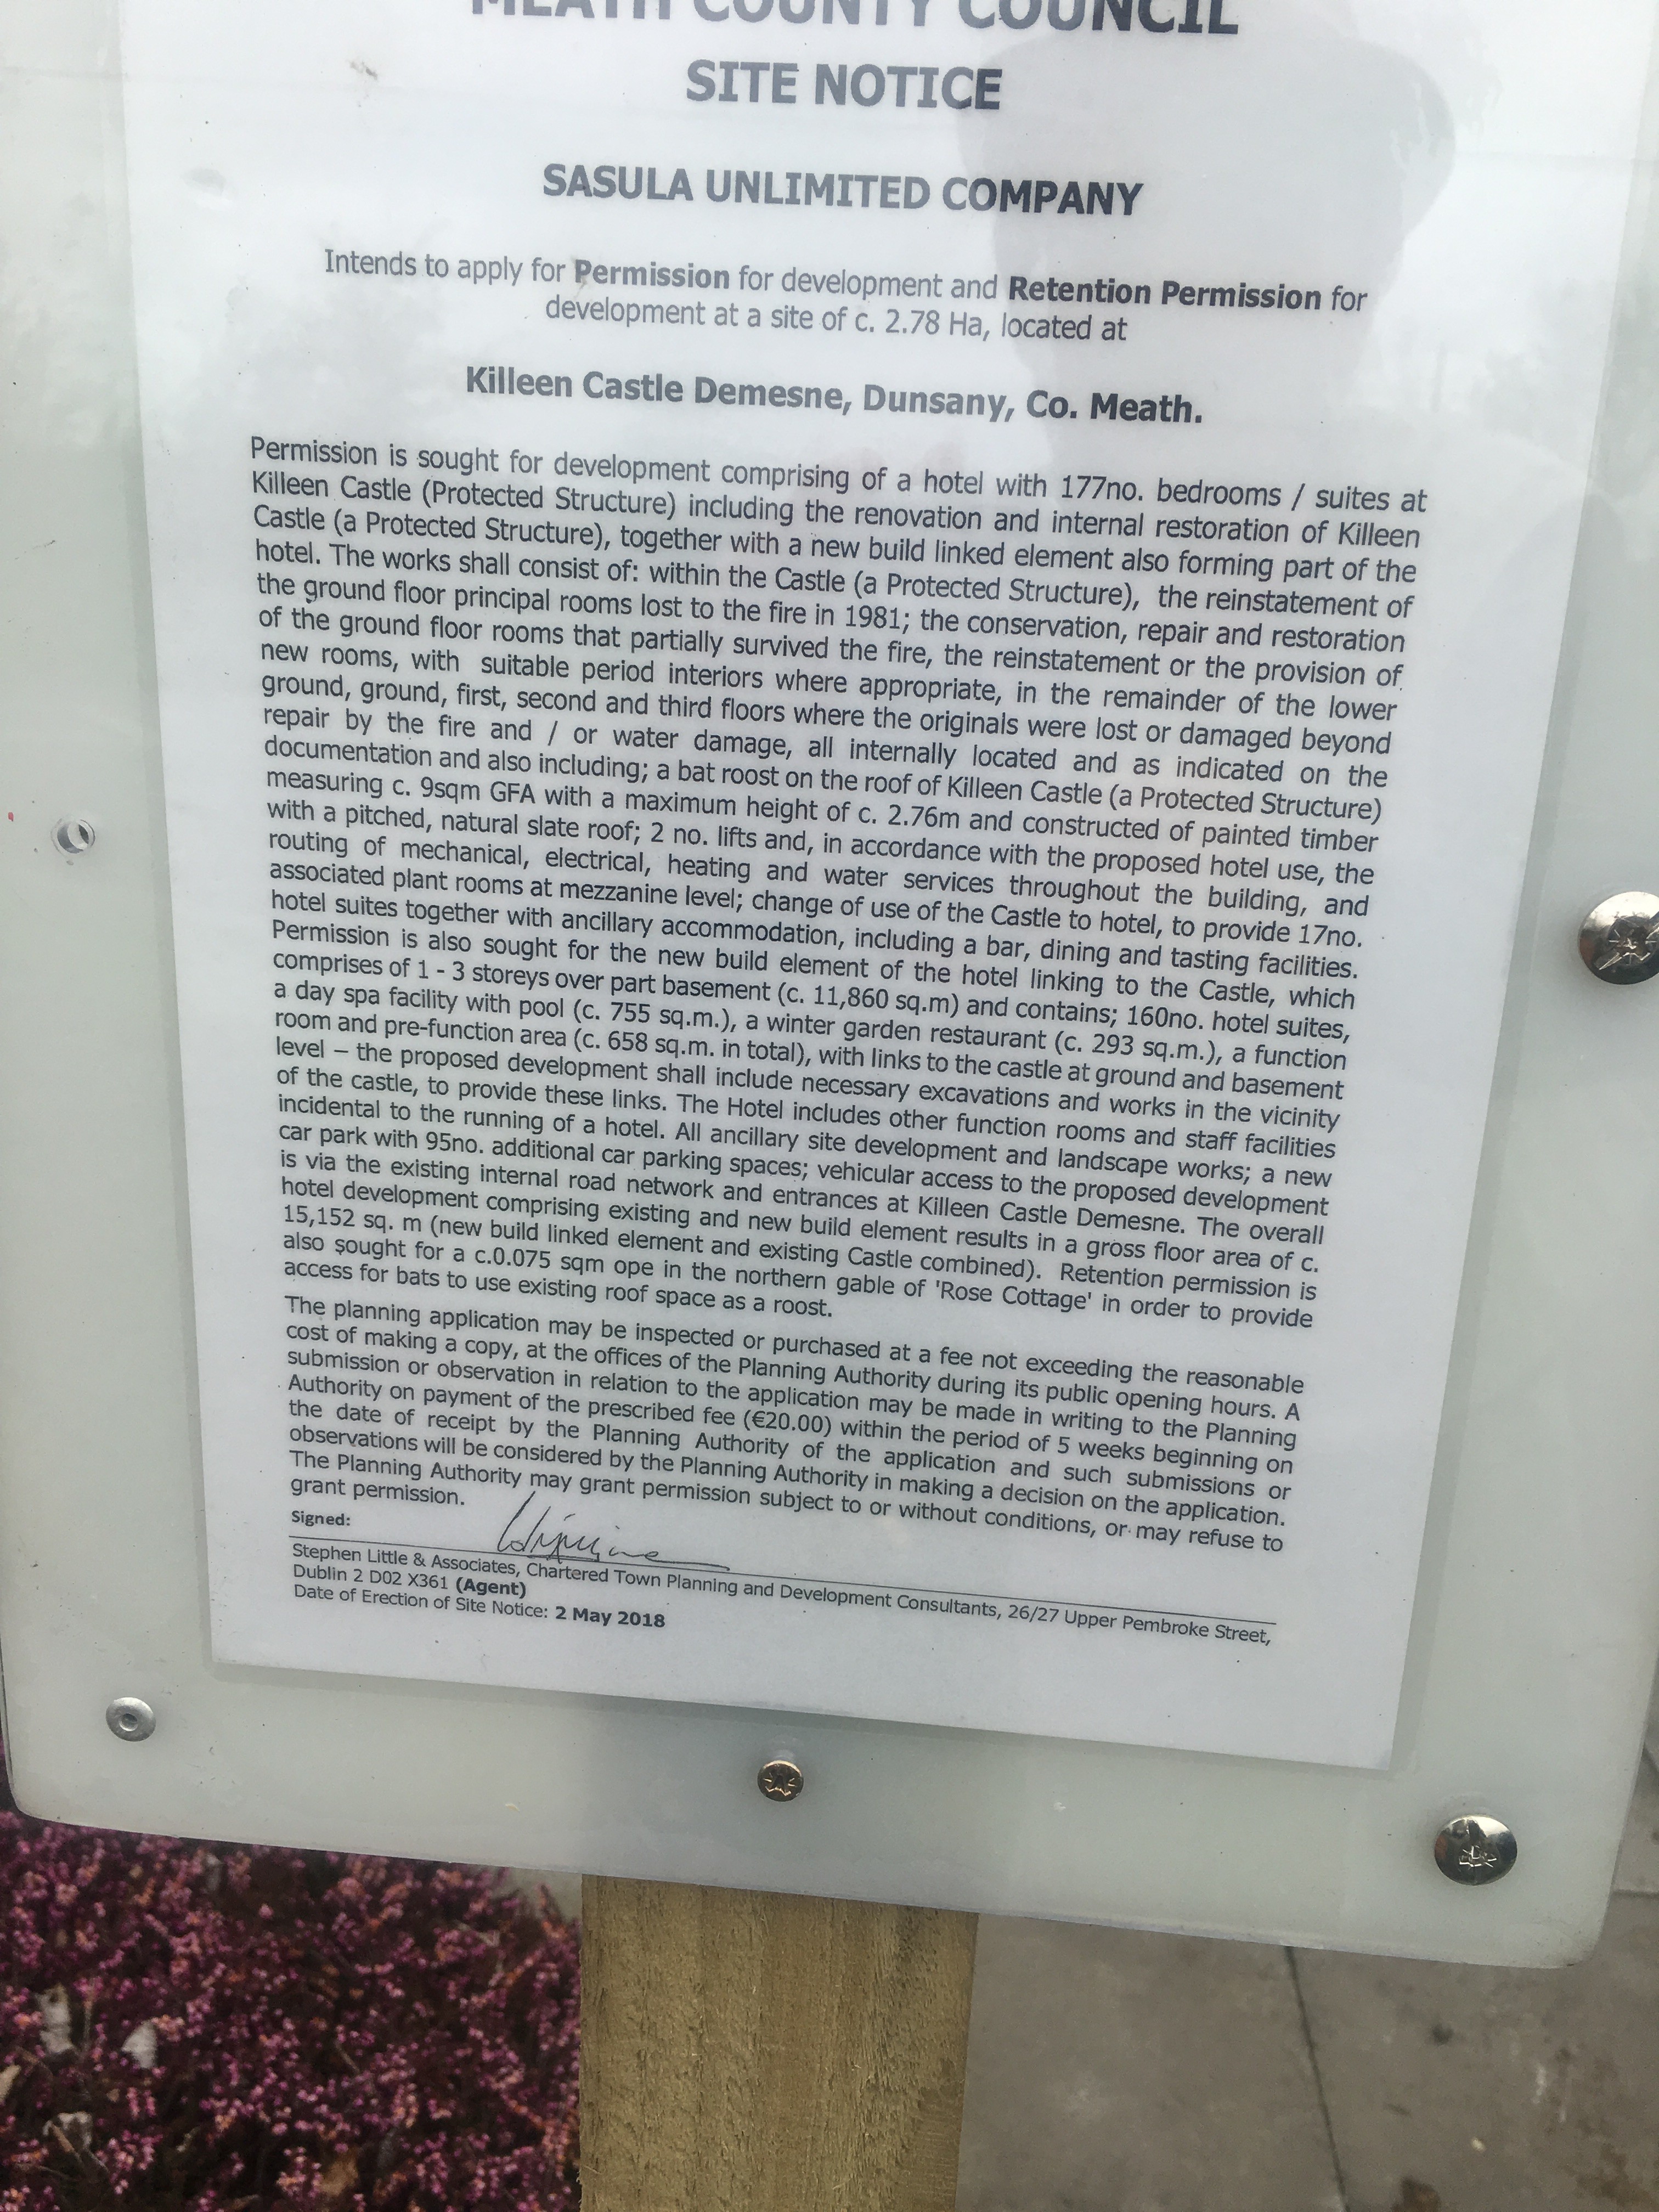 MEATH COUNTY COUNCIL
SITE NOTICE
SASULA UNLIMITED COMPANY
Intends to apply for Permission for development and Retention Permission for
development at a site of c. 2.78 Ha, located at
Killeen Castle Demesne, Dunsany, Co. Meath.
Permission is sought for development comprising of a hotel with 177no. bedrooms / suites at
Killeen Castle (Protected Structure) including the renovation and internal restoration of Killeen
Castle (a Protected Structure), together with a new build linked element also forming part of the
hotel. The works shall consist of: within the Castle (a Protected Structure), the reinstatement of
the ground floor principal rooms lost to the fire in 1981; the conservation, repair and restoration
of the ground floor rooms that partially survived the fire, the reinstatement or the provision of
new rooms, with suitable period interiors where appropriate, in the remainder of the lower
ground, ground, first, second and third floors where the originals were lost or damaged beyond
repair by the fire and / or water damage, all internally located and as indicated on the
documentation and also including; a bat roost on the roof of Killeen Castle (a Protected Structure)
measuring c. 9sqm GFA with a maximum height of c. 2.76m and constructed of painted timber
with a pitched, natural slate roof; 2 no. lifts and, in accordance with the proposed hotel use, the
routing of mechanical, electrical, heating and water services throughout the building, and
associated plant rooms at mezzanine level; change of use of the Castle to hotel, to provide 17no.
hotel suites together with ancillary accommodation, including a bar, dining and tasting facilities.
Permission is also sought for the new build element of the hotel linking to the Castle, which
comprises of 1 - 3 storeys over part basement (c. 11,860 sq.m) and contains; 160no. hotel suites,
a day spa facility with pool (c. 755 sq.m.), a winter garden restaurant (c. 293 sq.m.), a function
room and pre-function area (c. 658 sq.m. in total), with links to the castle at ground and basement
level – the proposed development shall include necessary excavations and works in the vicinity
of the castle, to provide these links. The Hotel includes other function rooms and staff facilities
incidental to the running of a hotel. All ancillary site development and landscape works; a new
car park with 95no. additional car parking spaces; vehicular access to the proposed development
is via the existing internal road network and entrances at Killeen Castle Demesne. The overall
hotel development comprising existing and new build element results in a gross floor area of c.
15,152 sq. m (new build linked element and existing Castle combined). Retention permission is
also sought for a c.0.075 sqm ope in the northern gable of 'Rose Cottage' in order to provide
access for bats to use existing roof space as a roost.
The planning application may be inspected or purchased at a fee not exceeding the reasonable
cost of making a copy, at the offices of the Planning Authority during its public opening hours. A
submission or observation in relation to the application may be made in writing to the Planning
Authority on payment of the prescribed fee (€20.00) within the period of 5 weeks beginning on
the date of receipt by the Planning Authority of the application and such submissions or
observations will be considered by the Planning Authority in making a decision on the application.
The Planning Authority may grant permission subject to or without conditions, or may refuse to
grant permission.
Signed:
Stephen Little & Associates, Chartered Town Planning and Development Consultants, 26/27 Upper Pembroke Street,
Dublin 2 D02 X361 (Agent)
Date of Erection of Site Notice: 2 May 2018